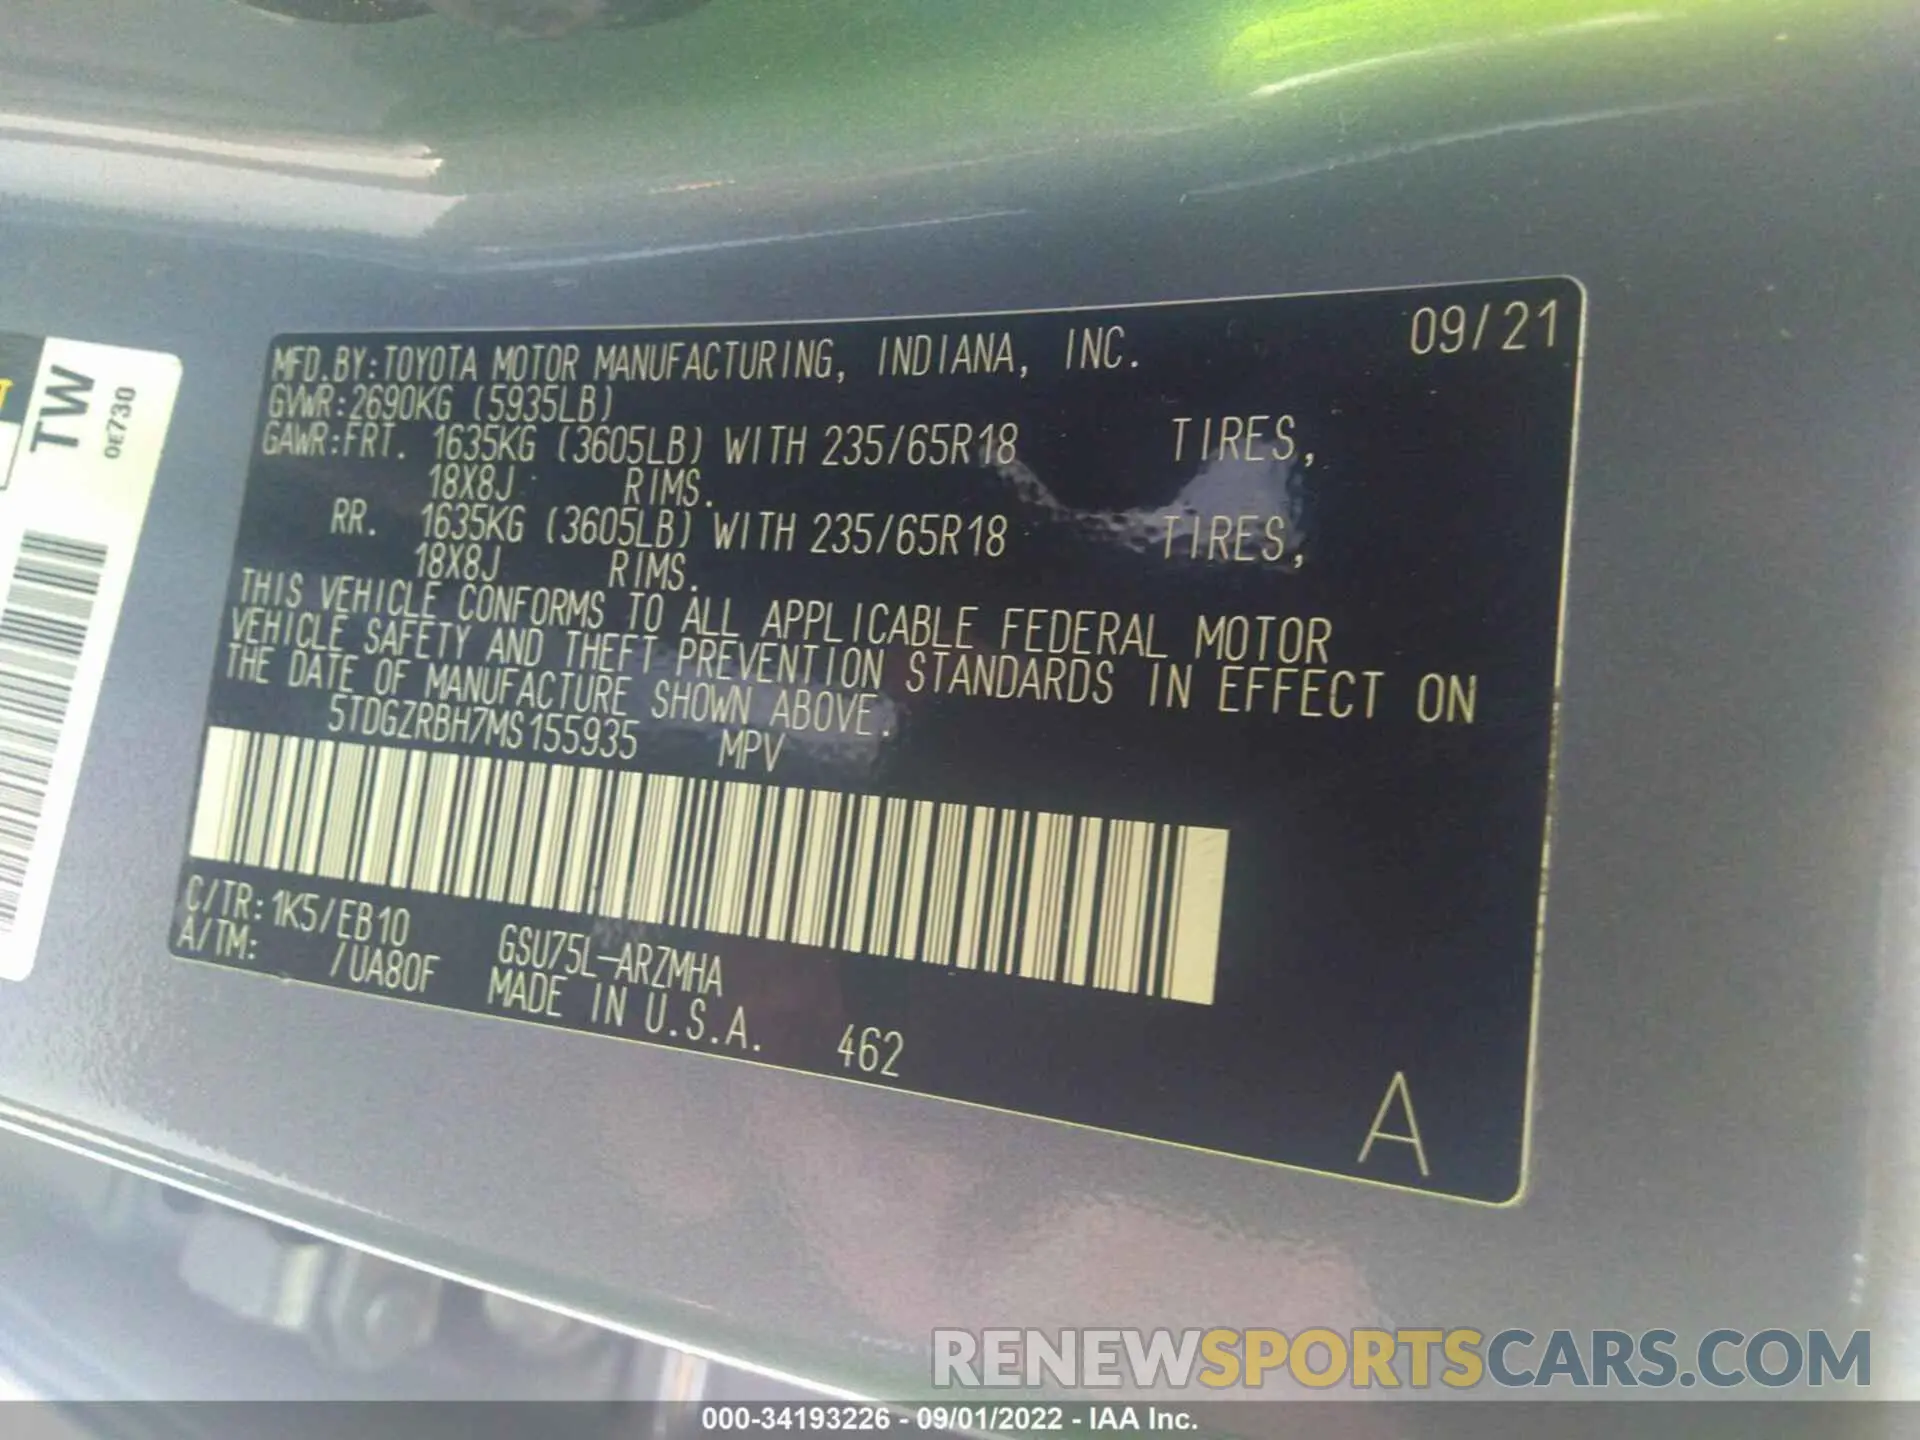 MFD.BY:TOYOTA MOTOR MANUFACTURING, INDIANA, INC. 09/21
GVWR:2690KG (5935LB)
GAWR:FRT. 1635KG (3605LB) WITH 235/65R18 TIRES,
18X8J RIMS.
RR. 1635KG (3605LB) WITH 235/65R18 TIRES,
18X8J RIMS.
THIS VEHICLE CONFORMS TO ALL APPLICABLE FEDERAL MOTOR
VEHICLE SAFETY AND THEFT PREVENTION STANDARDS IN EFFECT ON
THE DATE OF MANUFACTURE SHOWN ABOVE.
5TDGZRBH7MS155935 MPV
C/TR:1K5/EB10 GSU75L-ARZMHA
A/TM: /UA80F MADE IN U.S.A. 462
A
TW
0E730
RENEWSPORTSCARS.COM
000-34193226 - 09/01/2022 - IAA Inc.